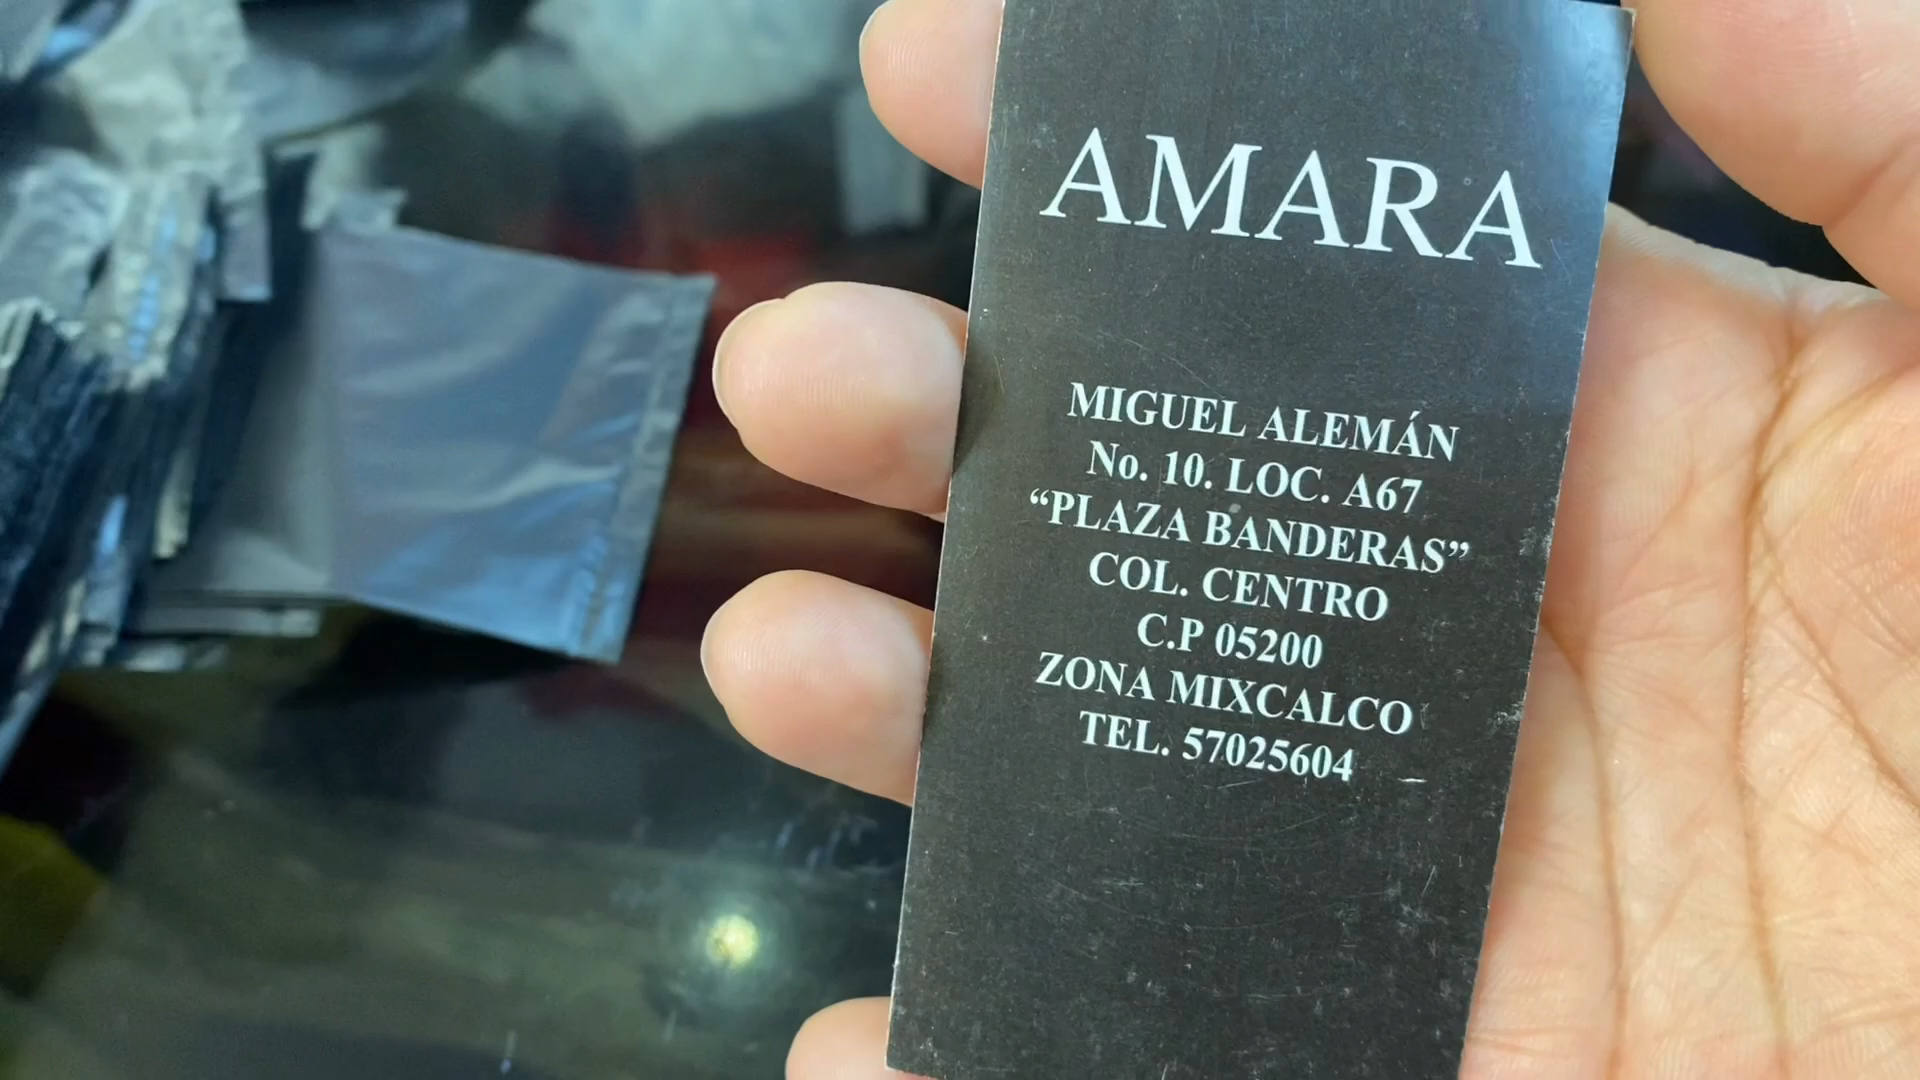 AMARA
MIGUEL ALEMÁN
No. 10. LOC. A67
“PLAZA BANDERAS”
COL. CENTRO
C.P 05200
ZONA MIXCALCO
TEL. 57025604